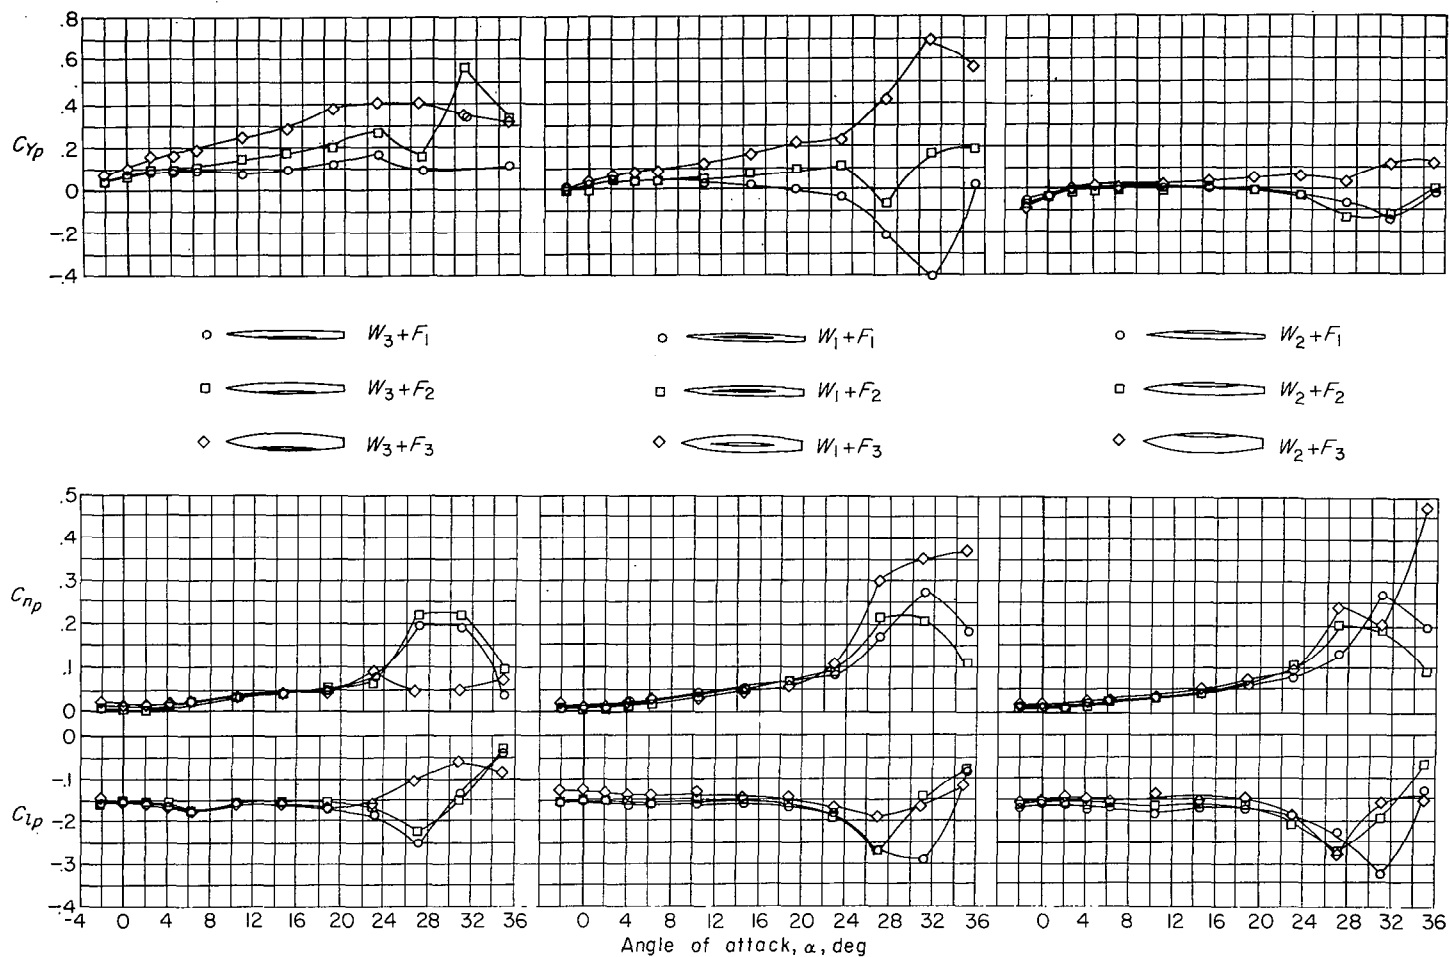 .8
.6
.4
.2
0
-.2
-.4
CYp
W3+F1
W1+F1
W2+F1
W3+F2
W1+F2
W2+F2
W3+F3
W1+F3
W2+F3
.5
.4
.3
.2
.1
0
Cnp
0
-.1
-.2
-.3
-.4
Clp
-4 0 4 8 12 16 20 24 28 32 36
0 4 8 12 16 20 24 28 32 36
0 4 8 12 16 20 24 28 32 36
Angle of attack, α, deg